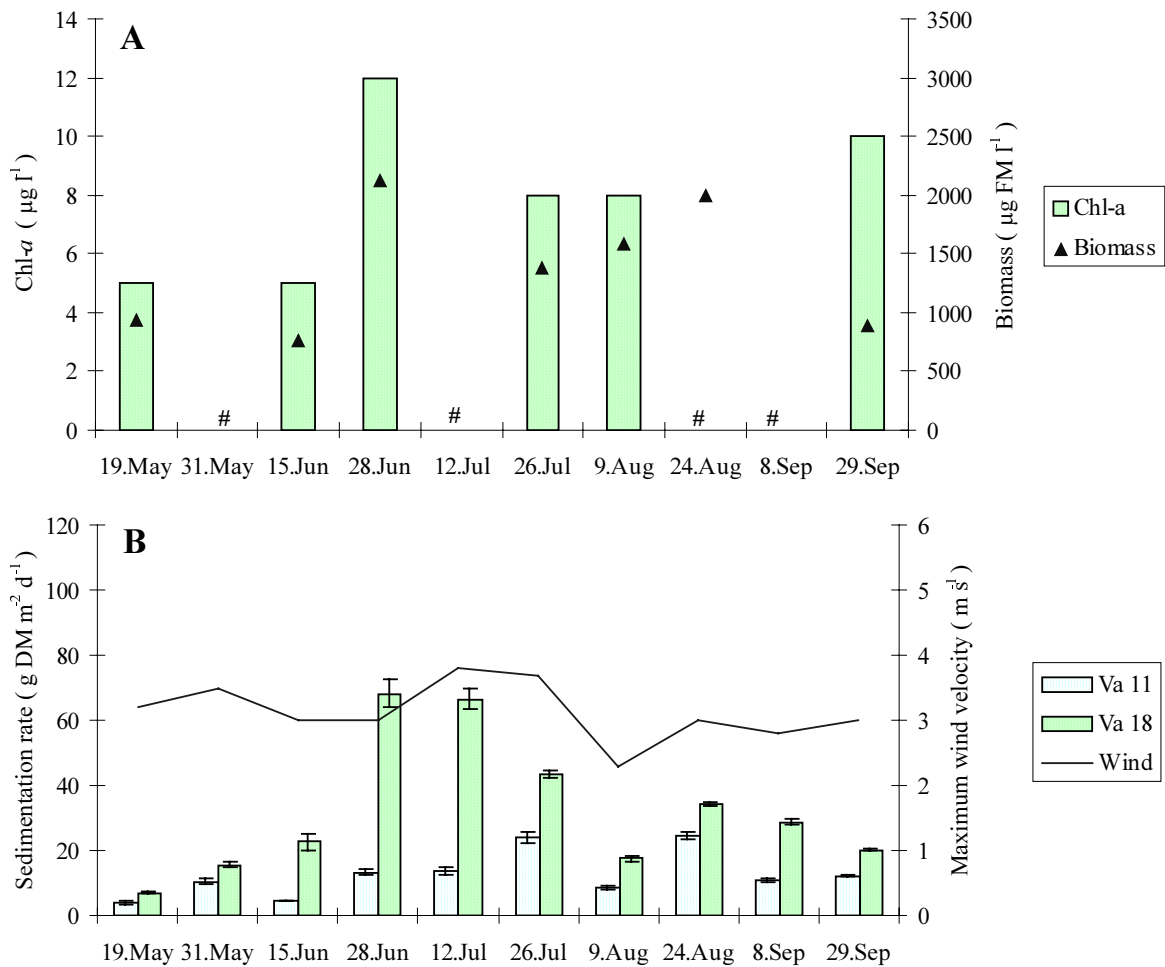 A
14
12
10
8
6
4
2
0
Chl-a ( µg l-1)
3500
3000
2500
2000
1500
1000
500
0
Biomass ( µg FM l-1)
# # # #
19.May 31.May 15.Jun 28.Jun 12.Jul 26.Jul 9.Aug 24.Aug 8.Sep 29.Sep
Chl-a
Biomass
B
120
100
80
60
40
20
0
Sedimentation rate ( g DM m-2 d-1)
6
5
4
3
2
1
0
Maximum wind velocity ( m s-1)
19.May 31.May 15.Jun 28.Jun 12.Jul 26.Jul 9.Aug 24.Aug 8.Sep 29.Sep
Va 11
Va 18
Wind